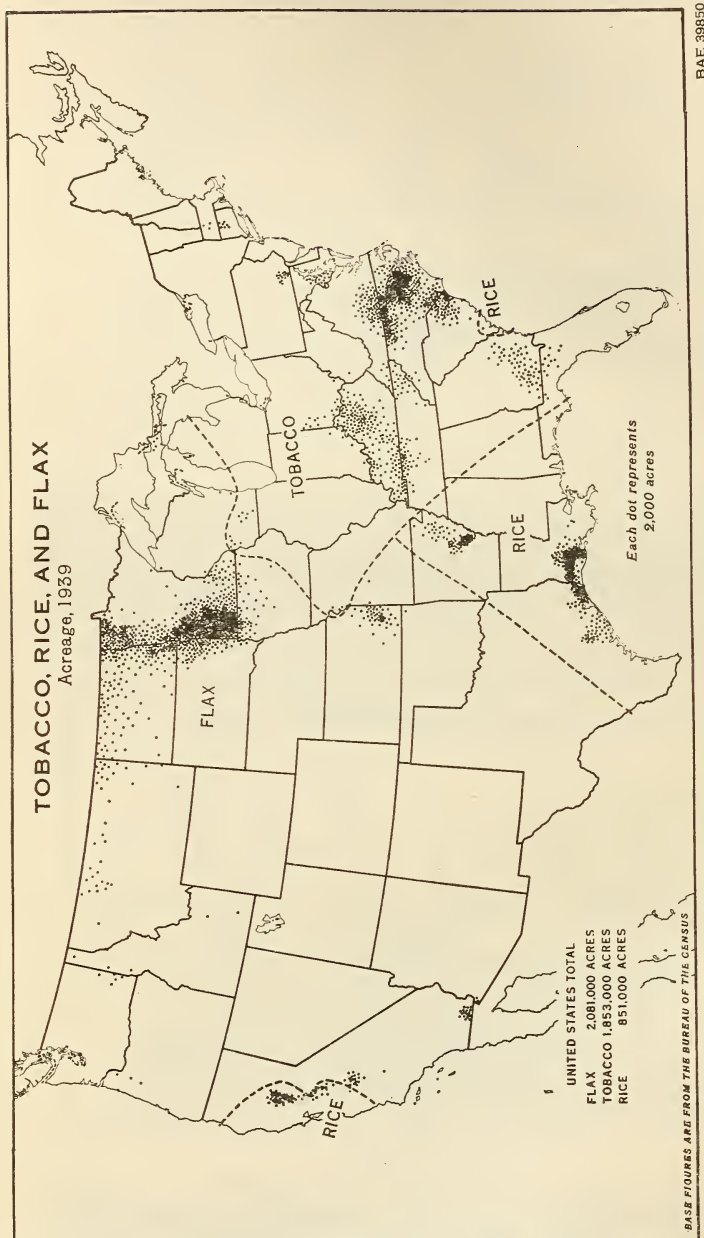 TOBACCO, RICE, AND FLAX
Acreage, 1939
FLAX
TOBACCO
RICE
RICE
RICE
Each dot represents
2,000 acres
UNITED STATES TOTAL
FLAX 2,081,000 ACRES
TOBACCO 1,853,000 ACRES
RICE 851,000 ACRES
BASE FIGURES ARE FROM THE BUREAU OF THE CENSUS
BAE 39850